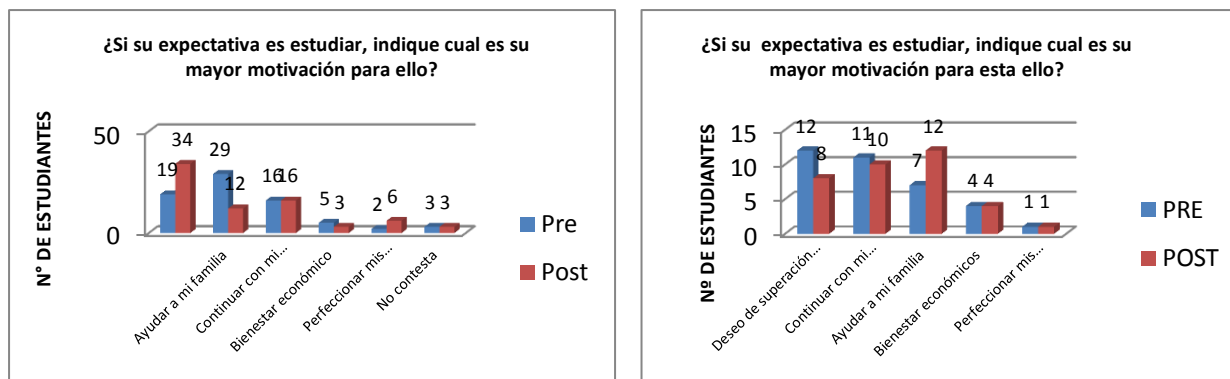 ¿Si su expectativa es estudiar, indique cual es su
mayor motivación para ello?
Nº DE ESTUDIANTES
50
0
19
34
29
12
16
16
5
3
2
6
3
3
Ayudar a mi familia
Continuar con mi...
Bienestar económico
Perfeccionar mis...
No contesta
Pre
Post
¿Si su expectativa es estudiar, indique cual es su
mayor motivación para esta ello?
Nº DE ESTUDIANTES
15
10
5
0
12
8
11
10
7
12
4
4
1
1
Deseo de superación...
Continuar con mi...
Ayudar a mi familia
Bienestar económicos
Perfeccionar mis...
PRE
POST